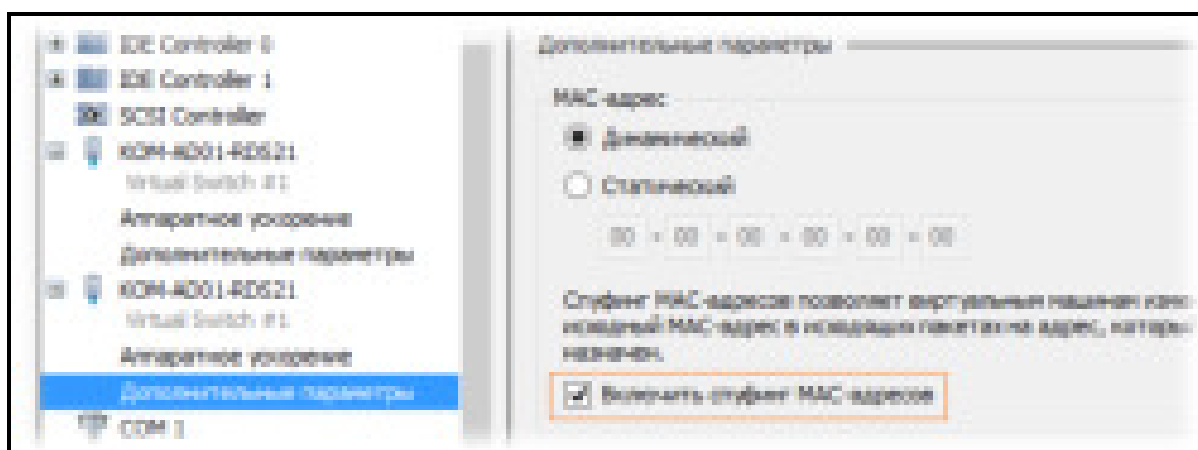 IDE Controller 0
IDE Controller 1
SCSI Controller
KOM-AD01-RDS21
Virtual Switch #1
Аппаратное ускорение
Дополнительные параметры
KOM-AD01-RDS21
Virtual Switch #1
Аппаратное ускорение
Дополнительные параметры
COM 1
Дополнительные параметры
MAC-адрес
Динамический
Статический
00 - 00 - 00 - 00 - 00 - 00
Спуфинг MAC-адресов позволяет виртуальным машинам
исходный MAC-адрес в исходящих пакетах на адрес,
назначен.
Включить спуфинг MAC-адресов